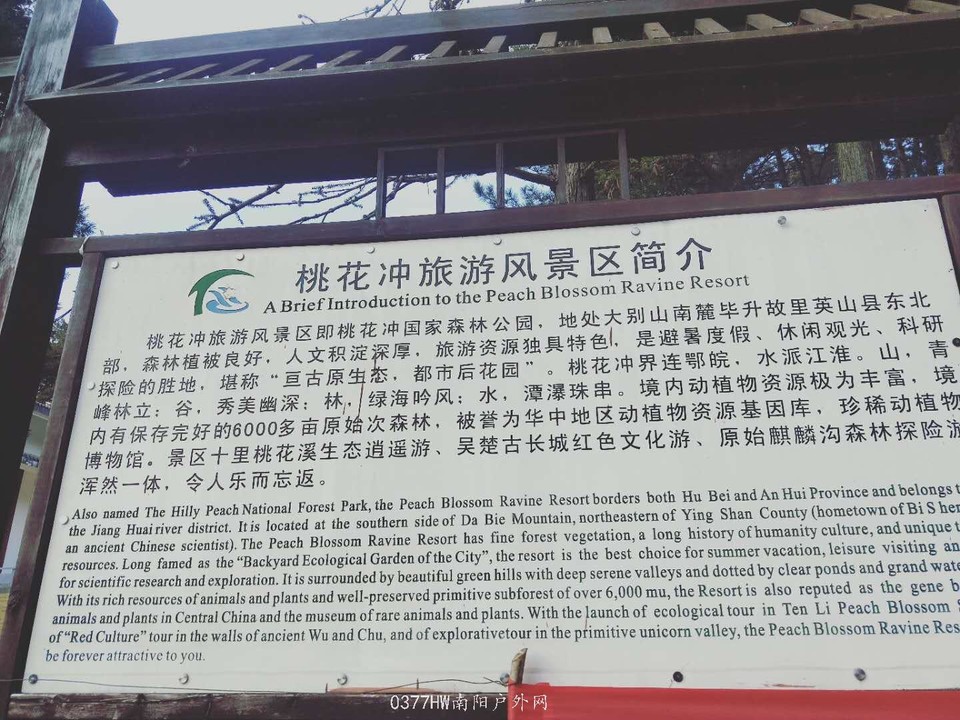 桃花冲旅游风景区简介
A Brief Introduction to the Peach Blossom Ravine Resort
桃花冲旅游风景区即桃花冲国家森林公园，地处大别山南麓毕升故里英山县东北
部，森林植被良好，人文积淀深厚，旅游资源独具特色，是避暑度假、休闲观光、科研
探险的胜地，堪称“亘古原生态，都市后花园”。桃花冲界连鄂皖，水派江淮。山，青
峰林立；谷，秀美幽深；林，绿海吟风；水，潭瀑珠串。境内动植物资源极为丰富，境
内有保存完好的6000多亩原始次森林，被誉为华中地区动植物资源基因库，珍稀动植物
博物馆。景区十里桃花溪生态逍遥游、吴楚古长城红色文化游、原始麒麟沟森林探险游
浑然一体，令人乐而忘返。
Also named The Hilly Peach National Forest Park, the Peach Blossom Ravine Resort borders both Hu Bei and An Hui Province and belongs
the Jiang Huai river district. It is located at the southern side of Da Bie Mountain, northeastern of Ying Shan County (hometown of Bi Shen
an ancient Chinese scientist). The Peach Blossom Ravine Resort has fine forest vegetation, a long history of humanity culture, and unique
resources. Long famed as the “Backyard Ecological Garden of the City”, the resort is the best choice for summer vacation, leisure visiting
for scientific research and exploration. It is surrounded by beautiful green hills with deep serene valleys and dotted by clear ponds and grand
With its rich resources of animals and plants and well-preserved primitive subforest of over 6,000 mu, the Resort is also reputed as the gene
animals and plants in Central China and the museum of rare animals and plants. With the launch of ecological tour in Ten Li Peach Blossom
of “Red Culture” tour in the walls of ancient Wu and Chu, and of explorativetour in the primitive unicorn valley, the Peach Blossom Ravine
be forever attractive to you.
0377HW南阳户外网